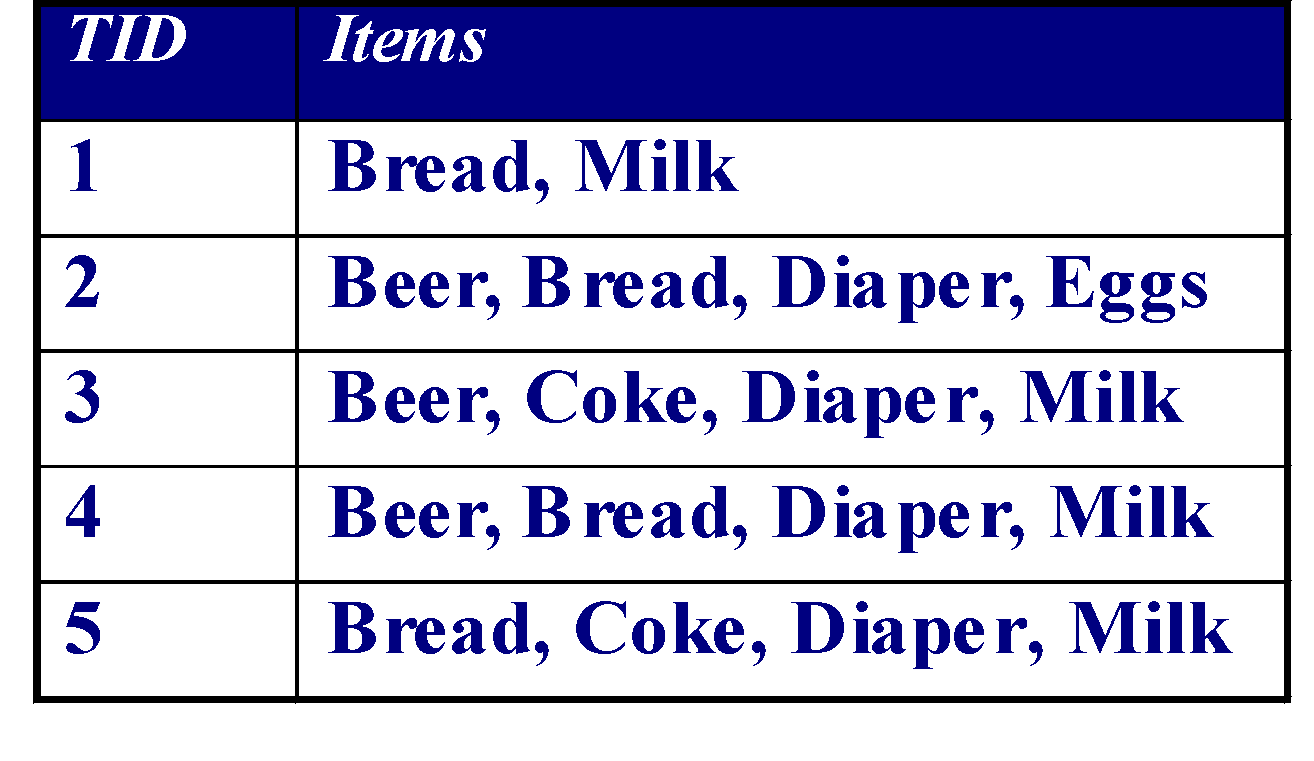 TID Items
1 Bread, Milk
2 Beer, Bread, Diaper, Eggs
3 Beer, Coke, Diaper, Milk
4 Beer, Bread, Diaper, Milk
5 Bread, Coke, Diaper, Milk